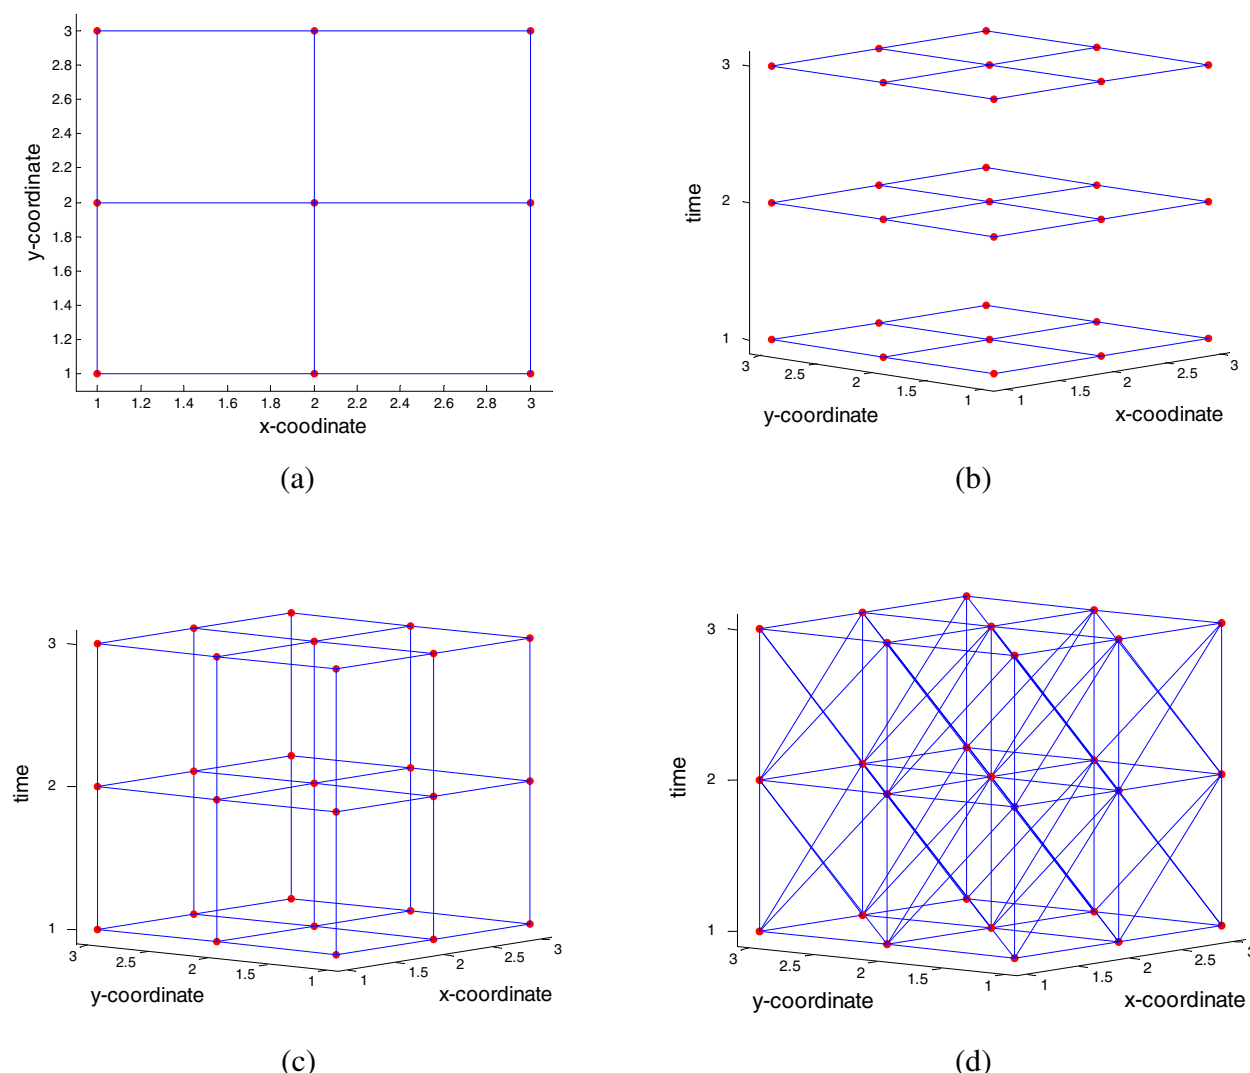 3
2.8
2.6
2.4
2.2
2
1.8
1.6
1.4
1.2
1
y-coordinate
1 1.2 1.4 1.6 1.8 2 2.2 2.4 2.6 2.8 3
x-coodinate
(a)
3
2
1
time
3 2.5 2 1.5 1
y-coordinate
1 1.5 2 2.5 3
x-coordinate
(b)
3
2
1
time
3 2.5 2 1.5 1
y-coordinate
1 1.5 2 2.5 3
x-coordinate
(c)
3
2
1
time
3 2.5 2 1.5 1
y-coordinate
1 1.5 2 2.5 3
x-coordinate
(d)